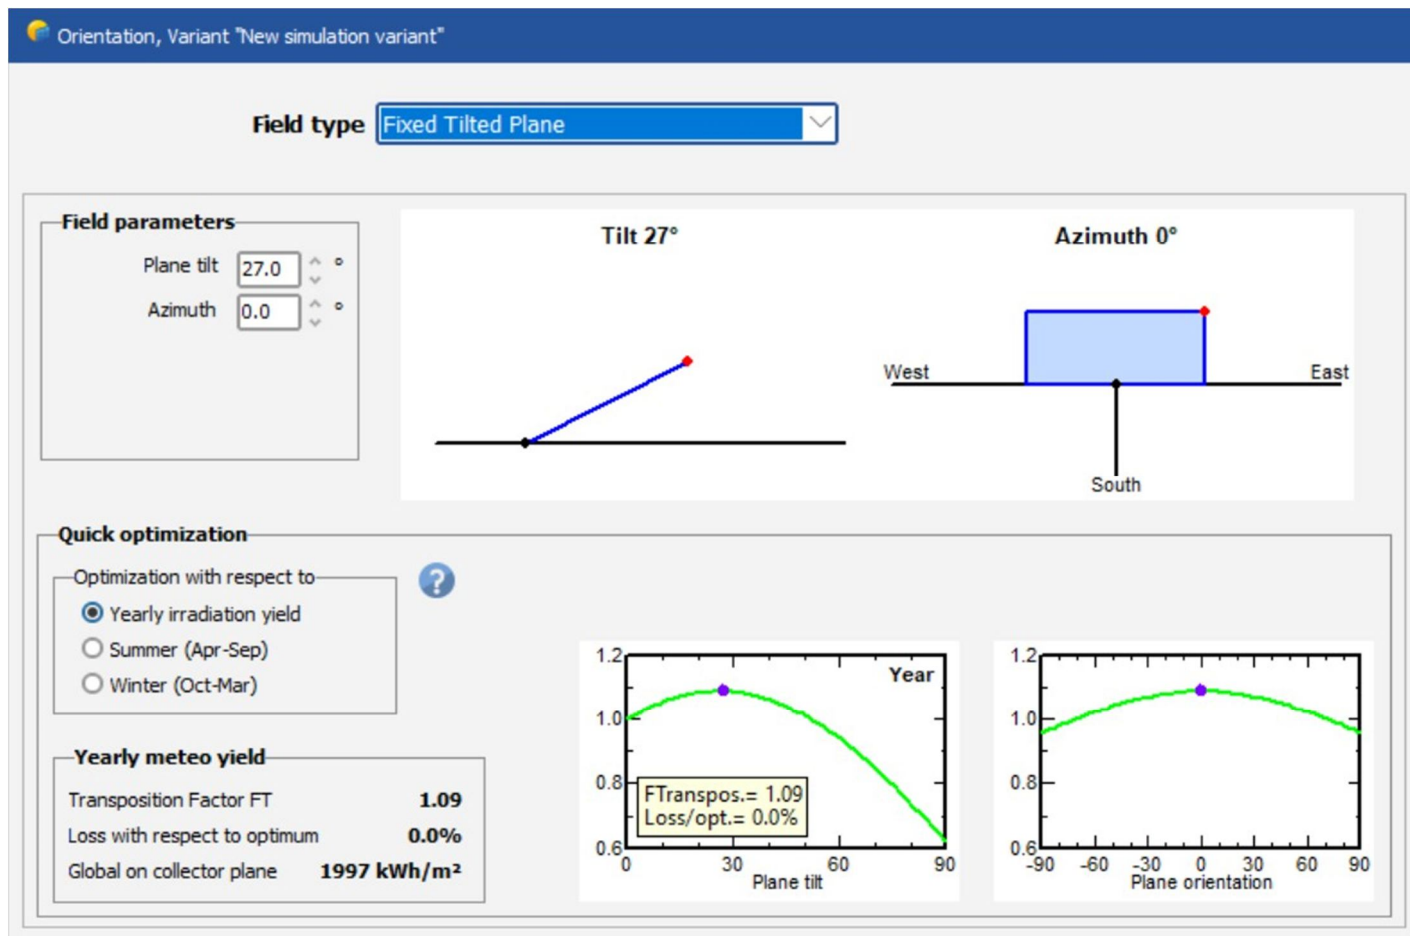 Orientation, Variant "New simulation variant"
Field type Fixed Tilted Plane
Field parameters
Plane tilt 27.0 °
Azimuth 0.0 °
Tilt 27°
Azimuth 0°
West
East
South
Quick optimization
Optimization with respect to
Yearly irradiation yield
Summer (Apr-Sep)
Winter (Oct-Mar)
?
Yearly meteo yield
Transposition Factor FT 1.09
Loss with respect to optimum 0.0%
Global on collector plane 1997 kWh/m²
1.2
Year
1.0
0.8
FTranspos.= 1.09
Loss/opt.= 0.0%
0.6
0 30 60 90
Plane tilt
1.2
1.0
0.8
0.6
-90 -60 -30 0 30 60 90
Plane orientation